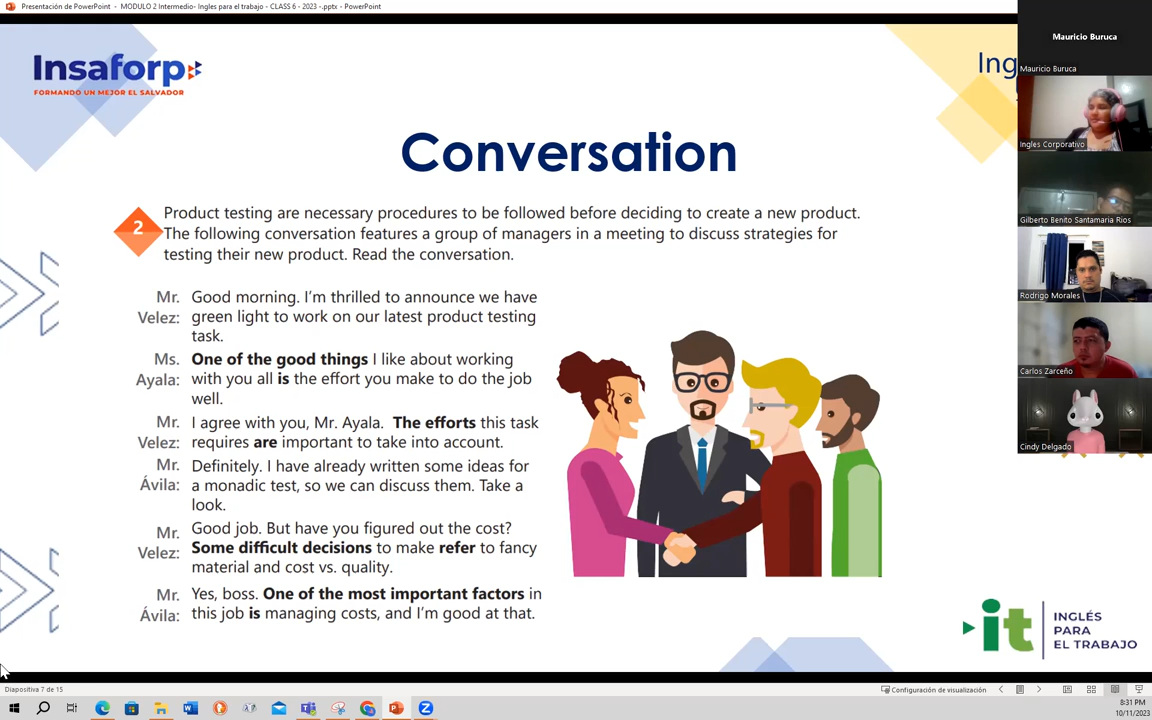 Presentación de PowerPoint - MODULO 2 Intermedio- Ingles para el trabajo - CLASS 6 - 2023 -.pptx - PowerPoint
Insaforp
FORMANDO UN MEJOR EL SALVADOR
Ing
Conversation
2
Product testing are necessary procedures to be followed before deciding to create a new product.
The following conversation features a group of managers in a meeting to discuss strategies for
testing their new product. Read the conversation.
Mr. Velez: Good morning. I'm thrilled to announce we have
green light to work on our latest product testing
task.
Ms. Ayala: One of the good things I like about working
with you all is the effort you make to do the job
well.
Mr. Velez: I agree with you, Mr. Ayala. The efforts this task
requires are important to take into account.
Mr. Ávila: Definitely. I have already written some ideas for
a monadic test, so we can discuss them. Take a
look.
Mr. Velez: Good job. But have you figured out the cost?
Some difficult decisions to make refer to fancy
material and cost vs. quality.
Mr. Ávila: Yes, boss. One of the most important factors in
this job is managing costs, and I'm good at that.
it
INGLÉS
PARA
EL TRABAJO
Mauricio Buruca
Mauricio Buruca
Ingles Corporativo
Gilberto Benito Santamaria Rios
Rodrigo Morales
Carlos Zarceño
Cindy Delgado
Diapositiva 7 de 15
Configuración de visualización
8:31 PM
10/11/2023